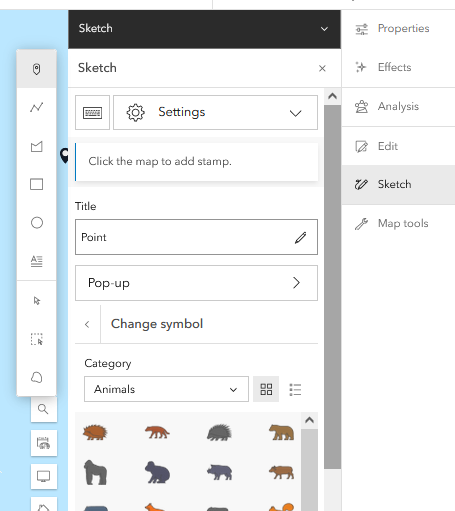 Sketch
Sketch
Settings
Click the map to add stamp.
Title
Point
Pop-up
Change symbol
Category
Animals
Properties
Effects
Analysis
Edit
Sketch
Map tools